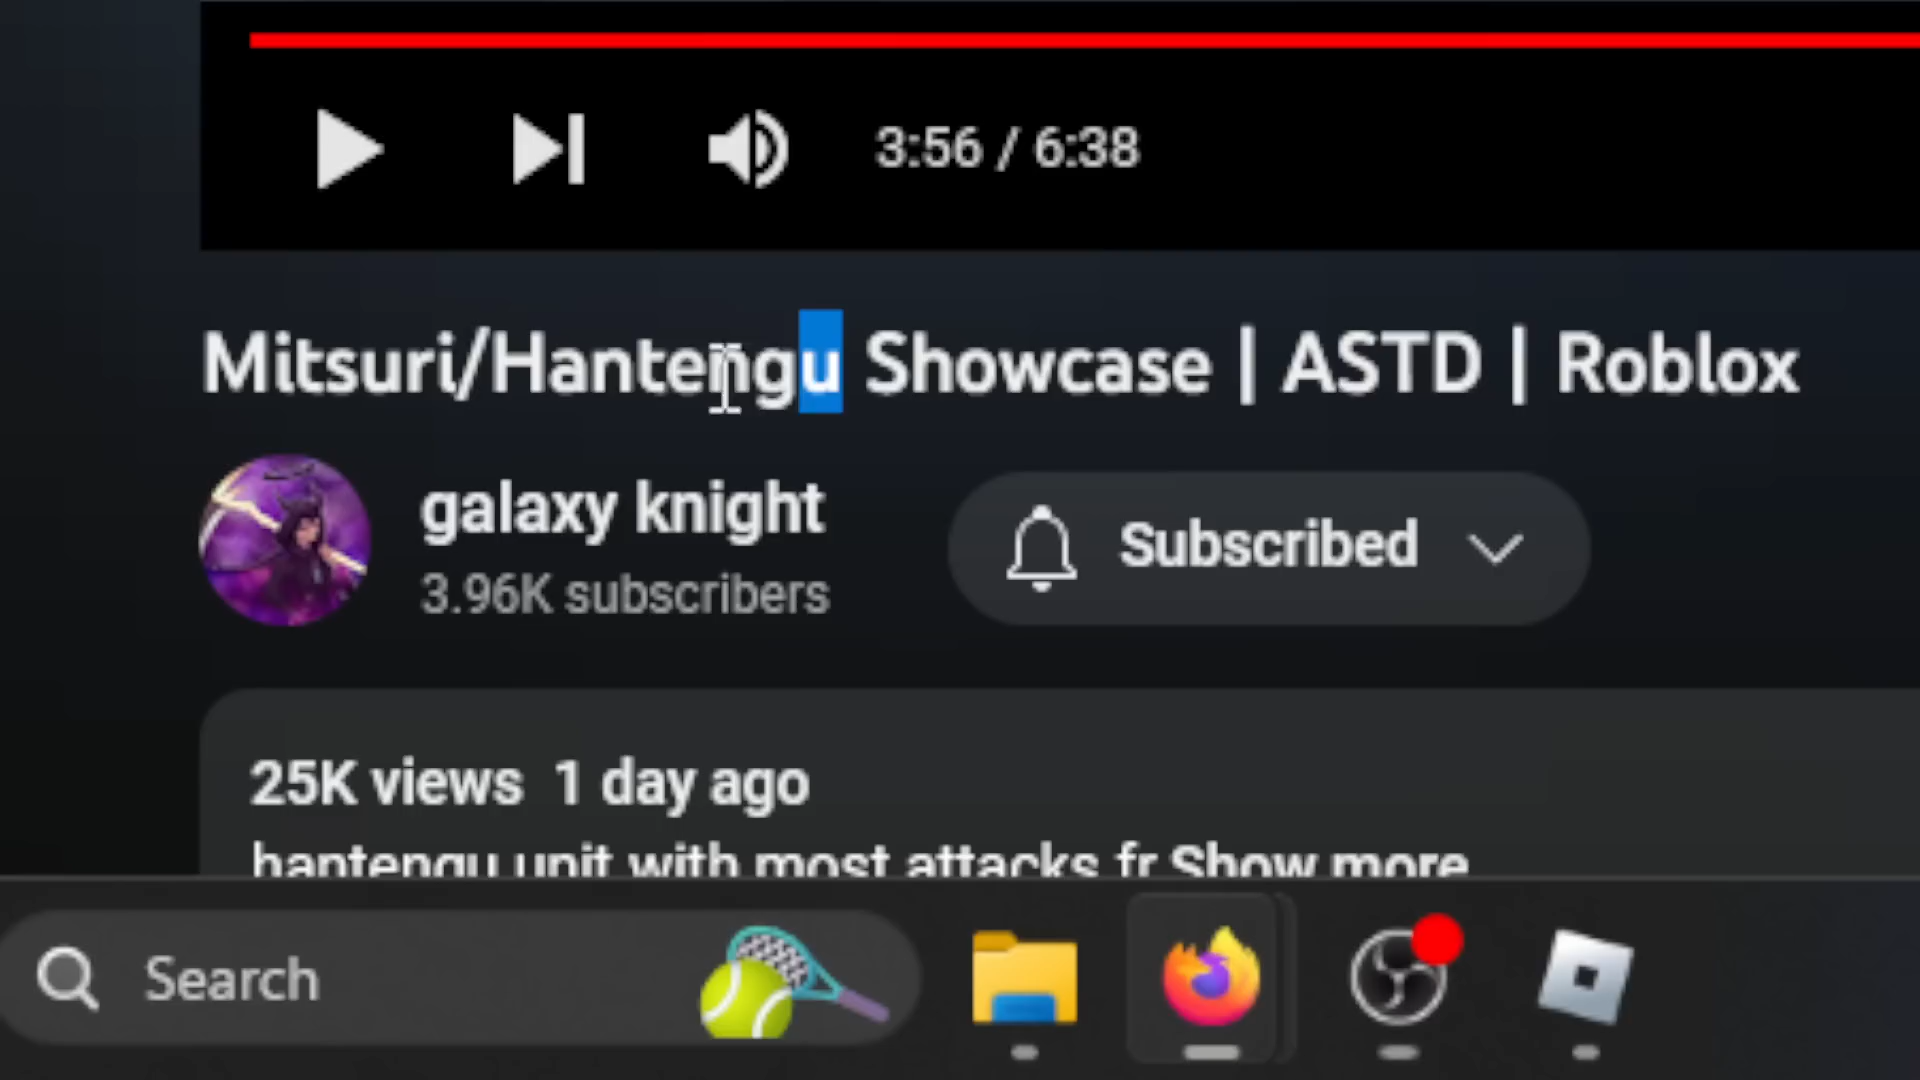 3:56 / 6:38
Mitsuri/Hantengu Showcase | ASTD | Roblox
galaxy knight
3.96K subscribers
Subscribed
25K views 1 day ago
hantengu unit with most attacks fr Show more
Search